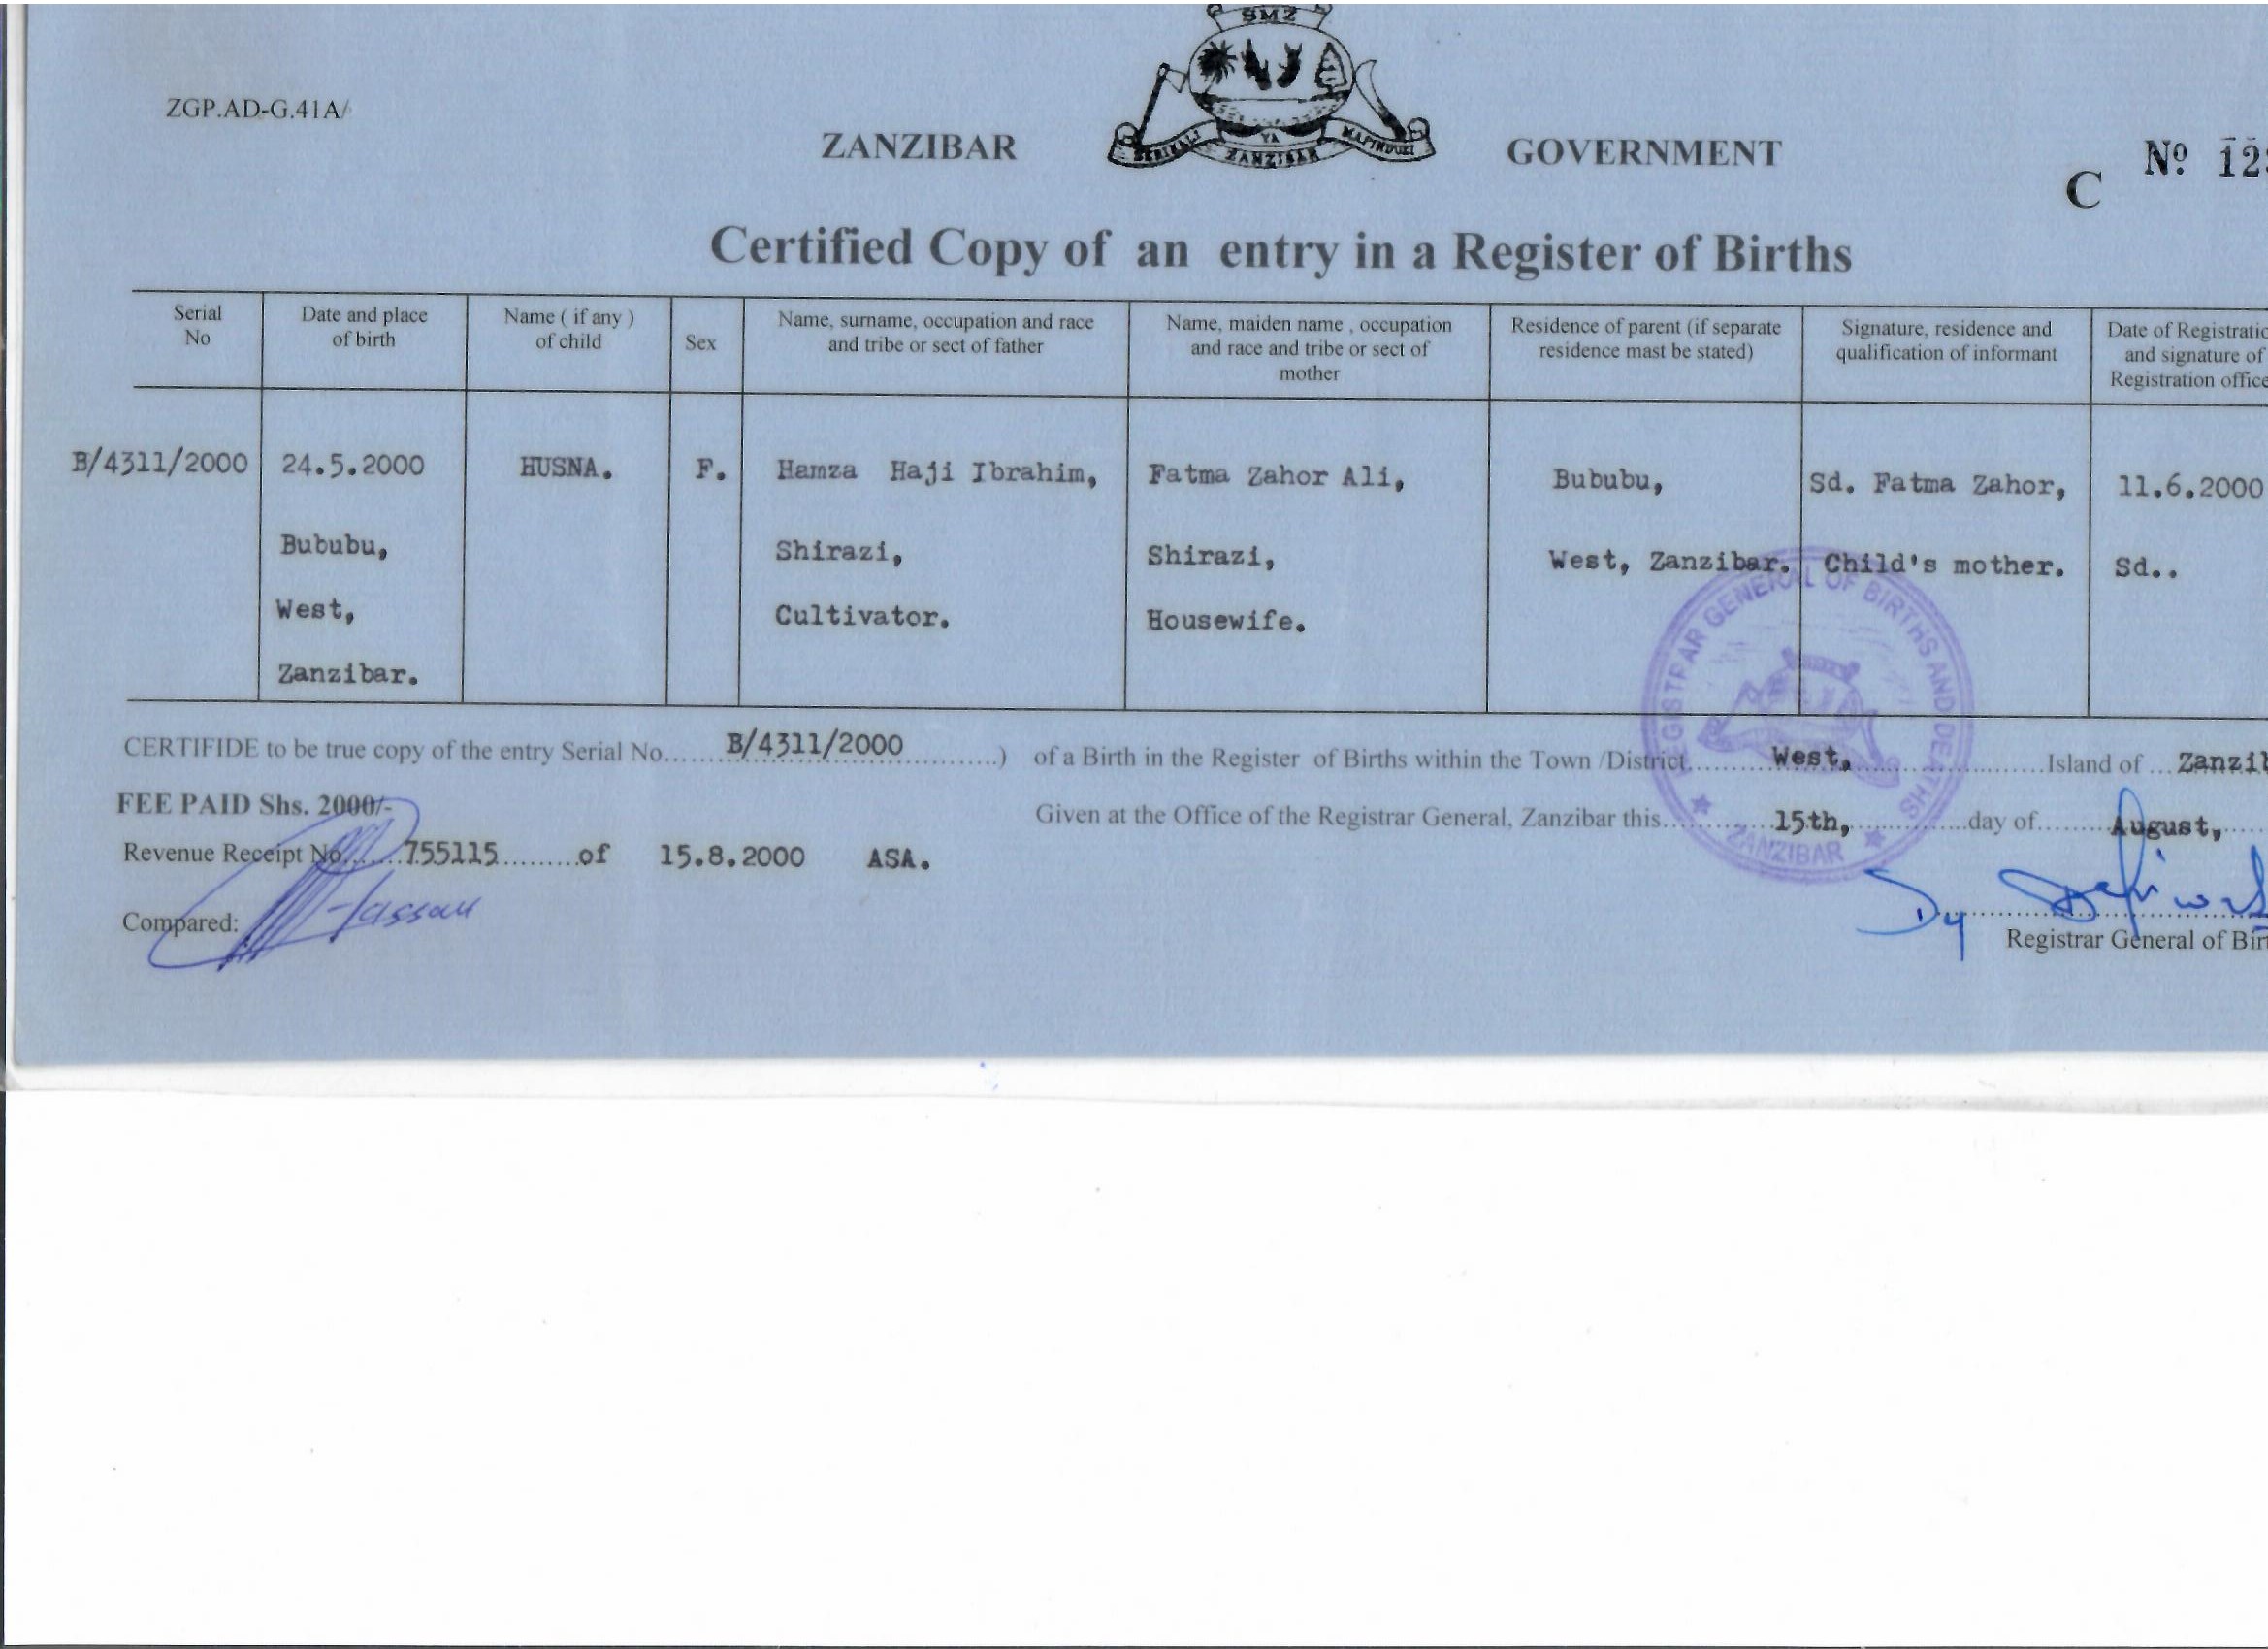 SMZ
SERIKALI YA MAPINDUZI
ZANZIBAR
ZGP.AD-G.41A/
ZANZIBAR GOVERNMENT
C Nº 12
Certified Copy of an entry in a Register of Births
Serial No
Date and place of birth
Name ( if any ) of child
Sex
Name, surname, occupation and race and tribe or sect of father
Name, maiden name , occupation and race and tribe or sect of mother
Residence of parent (if separate residence mast be stated)
Signature, residence and qualification of informant
Date of Registratio
and signature of
Registration office
B/4311/2000
24.5.2000
Bububu,
West,
Zanzibar.
HUSNA.
F.
Hamza Haji Ibrahim,
Shirazi,
Cultivator.
Fatma Zahor Ali,
Shirazi,
Housewife.
Bububu,
West, Zanzibar.
Sd. Fatma Zahor,
Child's mother.
11.6.2000
Sd..
REGISTRAR GENERAL OF BIRTHS AND DEATHS
ZANZIBAR
CERTIFIDE to be true copy of the entry Serial No. B/4311/2000 ) of a Birth in the Register of Births within the Town /District West, Island of Zanzib
FEE PAID Shs. 2000/-
Given at the Office of the Registrar General, Zanzibar this 15th, day of August,
Revenue Receipt No. 755115 of 15.8.2000 ASA.
Compared: Hassan
Registrar General of Bir